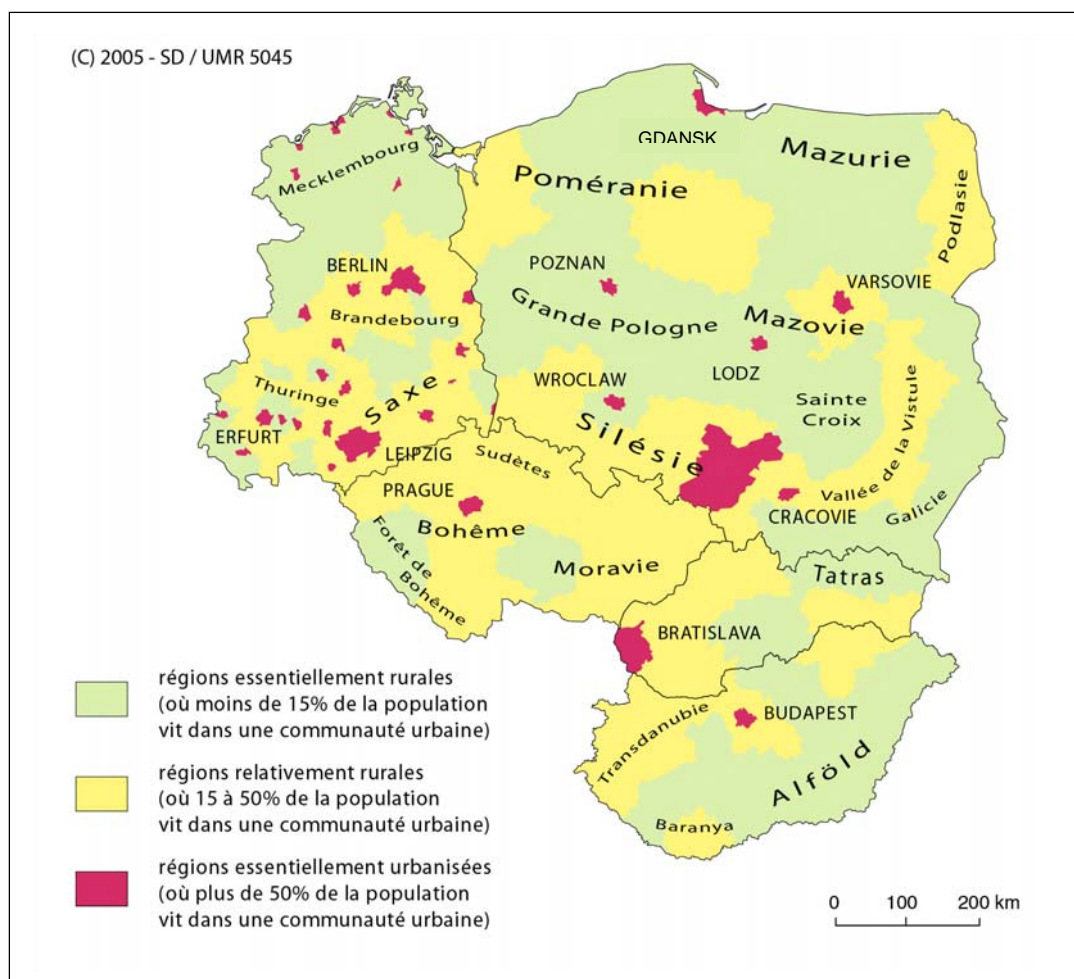 (C) 2005 - SD / UMR 5045
GDANSK
Mecklembourg
Mazurie
Poméranie
Podlasie
BERLIN
POZNAN
VARSOVIE
Brandebourg
Grande Pologne
Mazovie
Thuringe
Saxe
WROCLAW
LODZ
Sainte
Croix
ERFURT
LEIPZIG
Silésie
Sudètes
Vallée de la Vistule
PRAGUE
CRACOVIE
Galicie
Bohême
Forêt de
Bohême
Moravie
Tatras
BRATISLAVA
régions essentiellement rurales
(où moins de 15% de la population
vit dans une communauté urbaine)
BUDAPEST
Transdanubie
Alföld
régions relativement rurales
(où 15 à 50% de la population
vit dans une communauté urbaine)
Baranya
régions essentiellement urbanisées
(où plus de 50% de la population
vit dans une communauté urbaine)
0 100 200 km